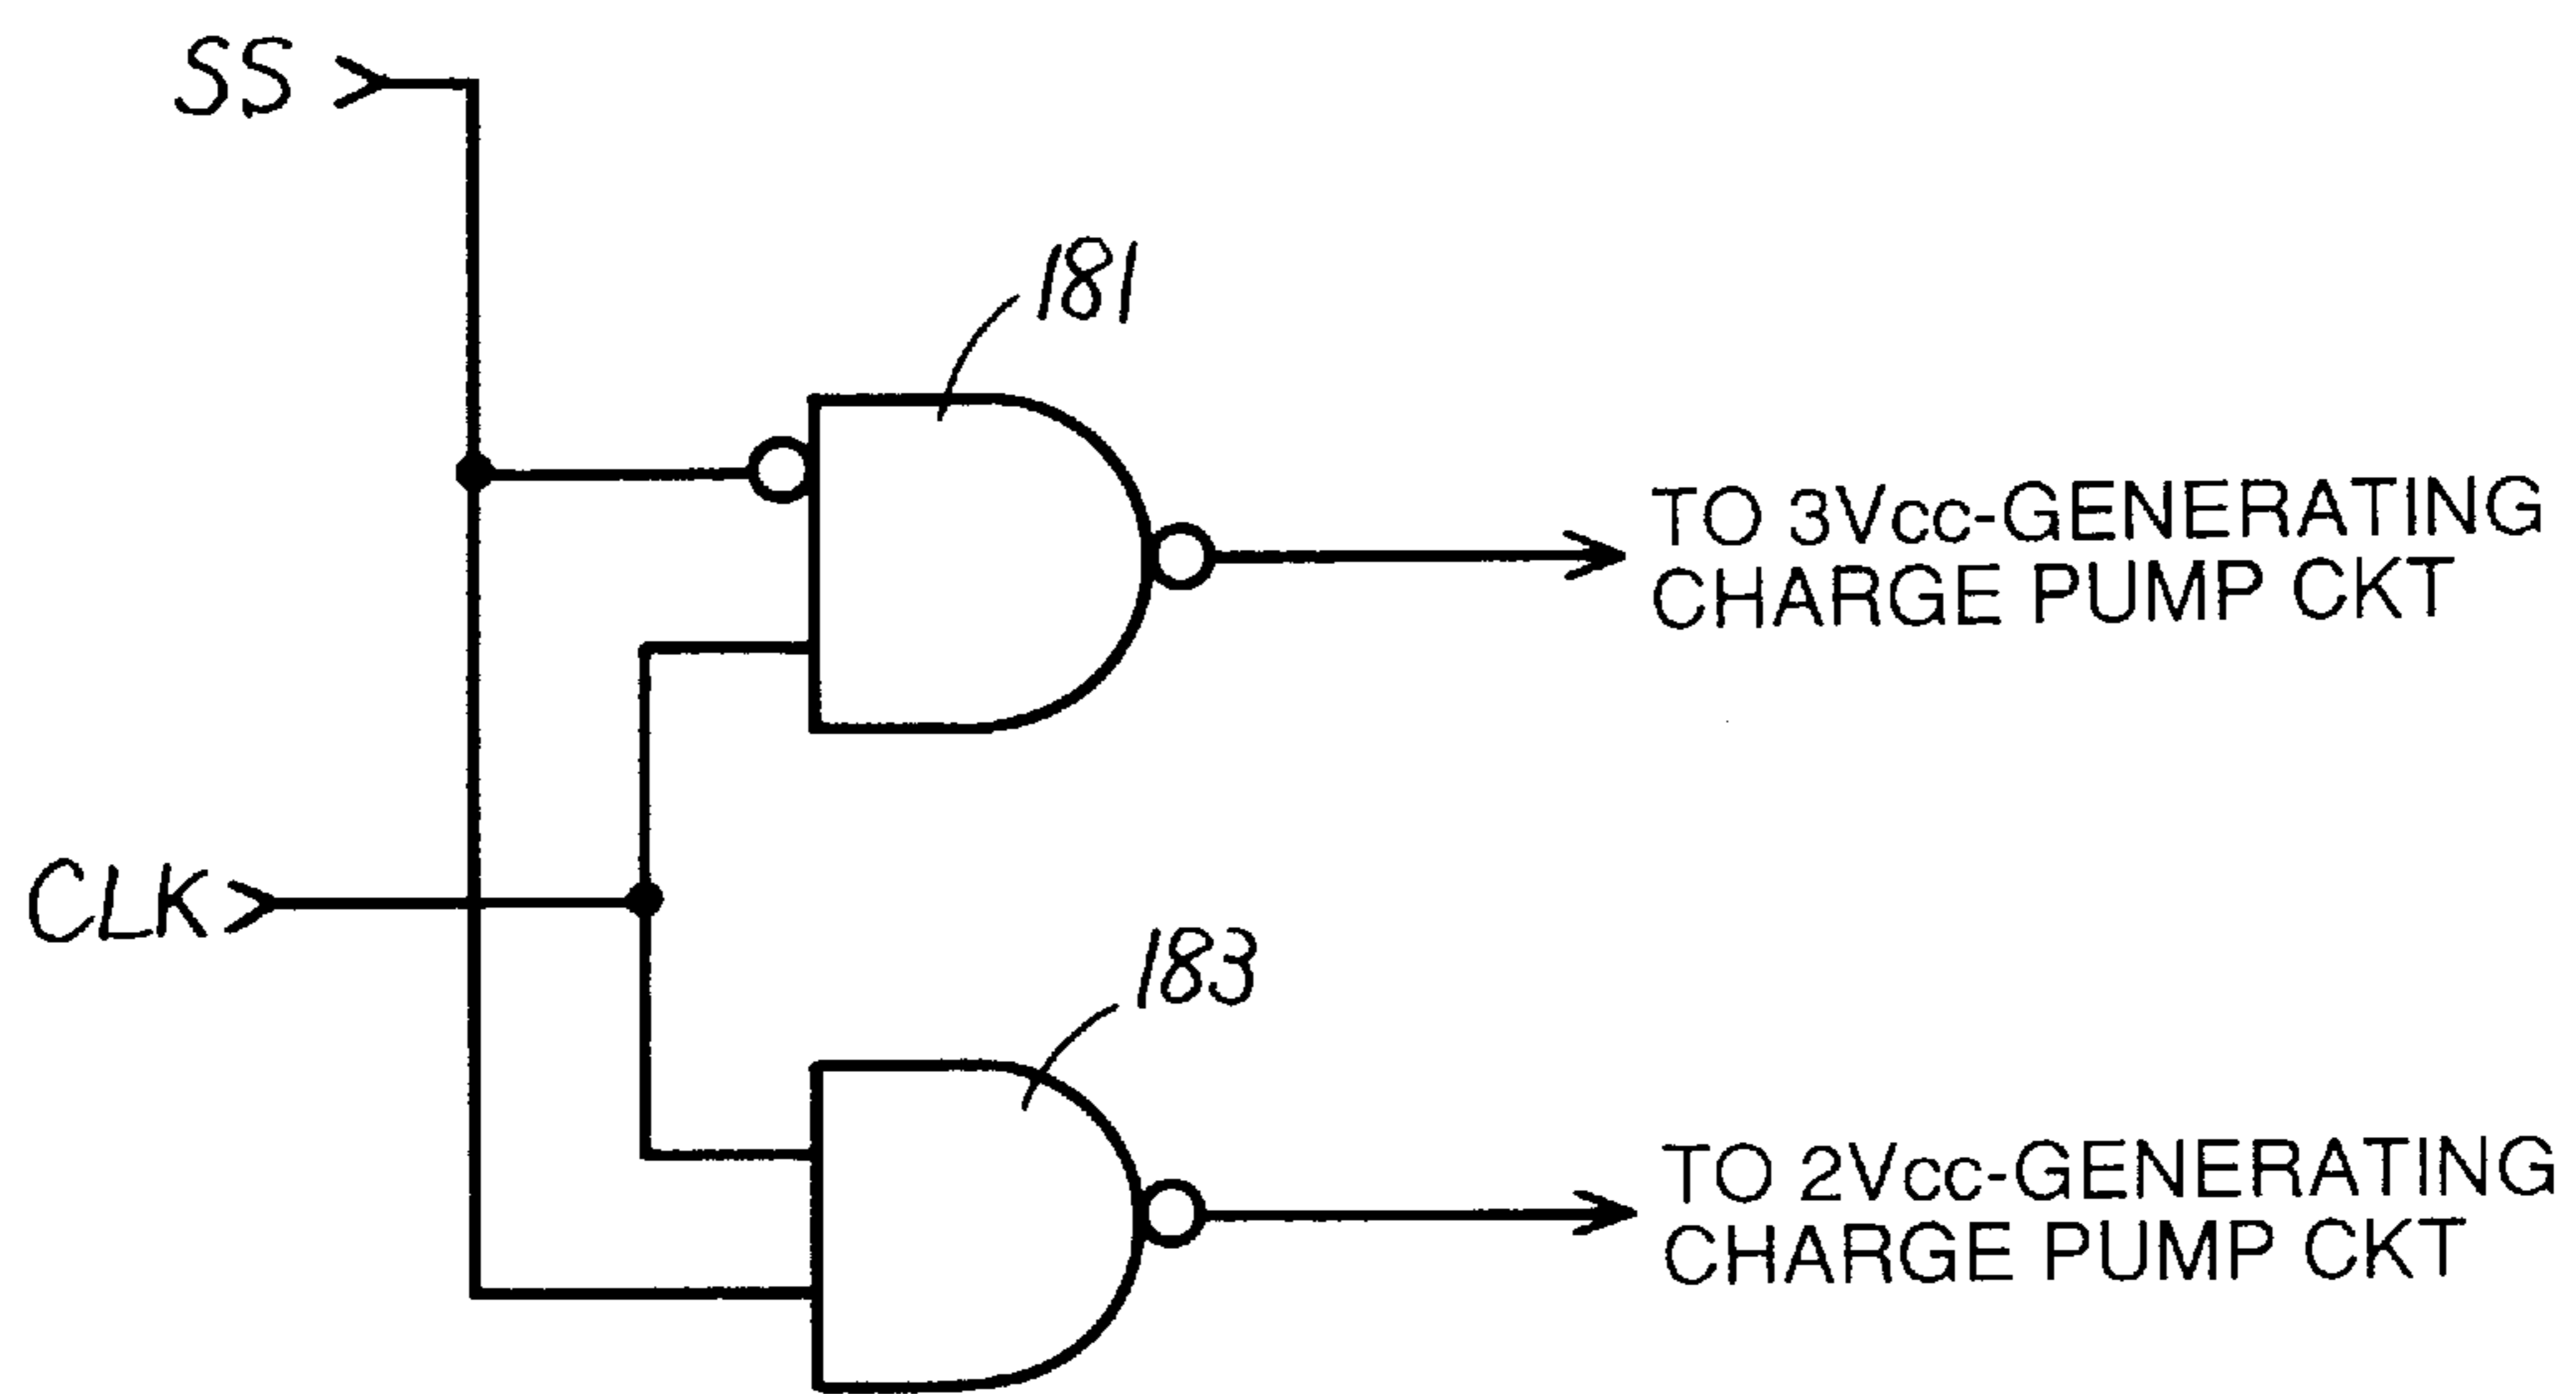 SS
181
TO 3Vcc-GENERATING
CHARGE PUMP CKT
CLK
183
TO 2Vcc-GENERATING
CHARGE PUMP CKT